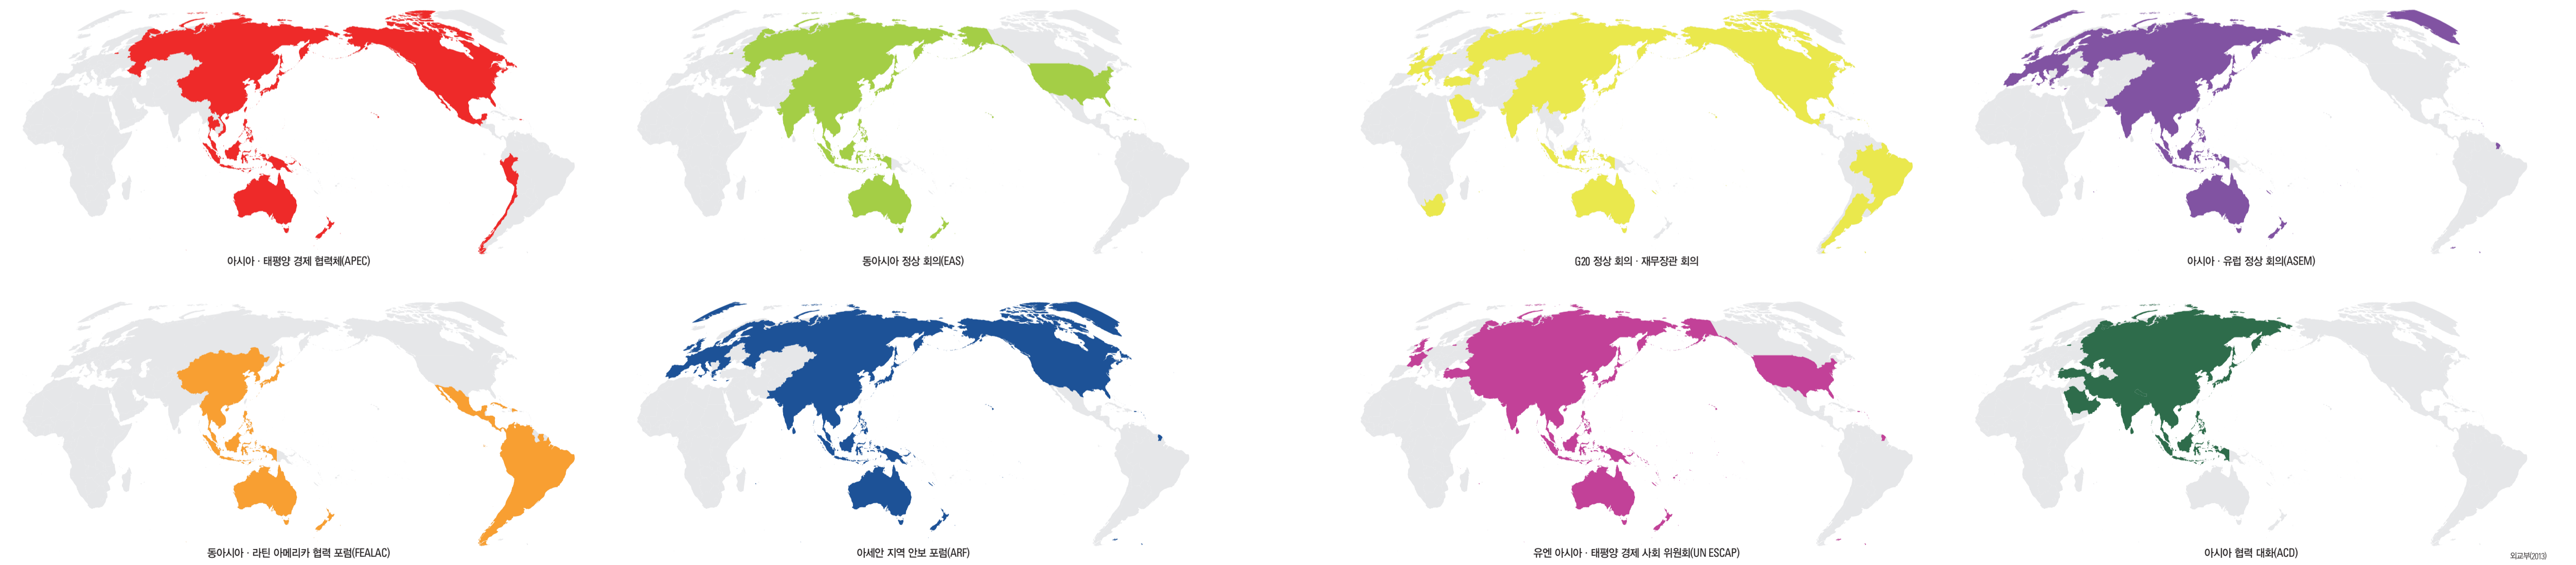 아시아 · 태평양 경제 협력체(APEC)
동아시아 정상 회의(EAS)
G20 정상 회의 · 재무장관 회의
아시아 · 유럽 정상 회의(ASEM)
동아시아 · 라틴 아메리카 협력 포럼(FEALAC)
아세안 지역 안보 포럼(ARF)
유엔 아시아 · 태평양 경제 사회 위원회(UN ESCAP)
아시아 협력 대화(ACD)
외교부(2013)